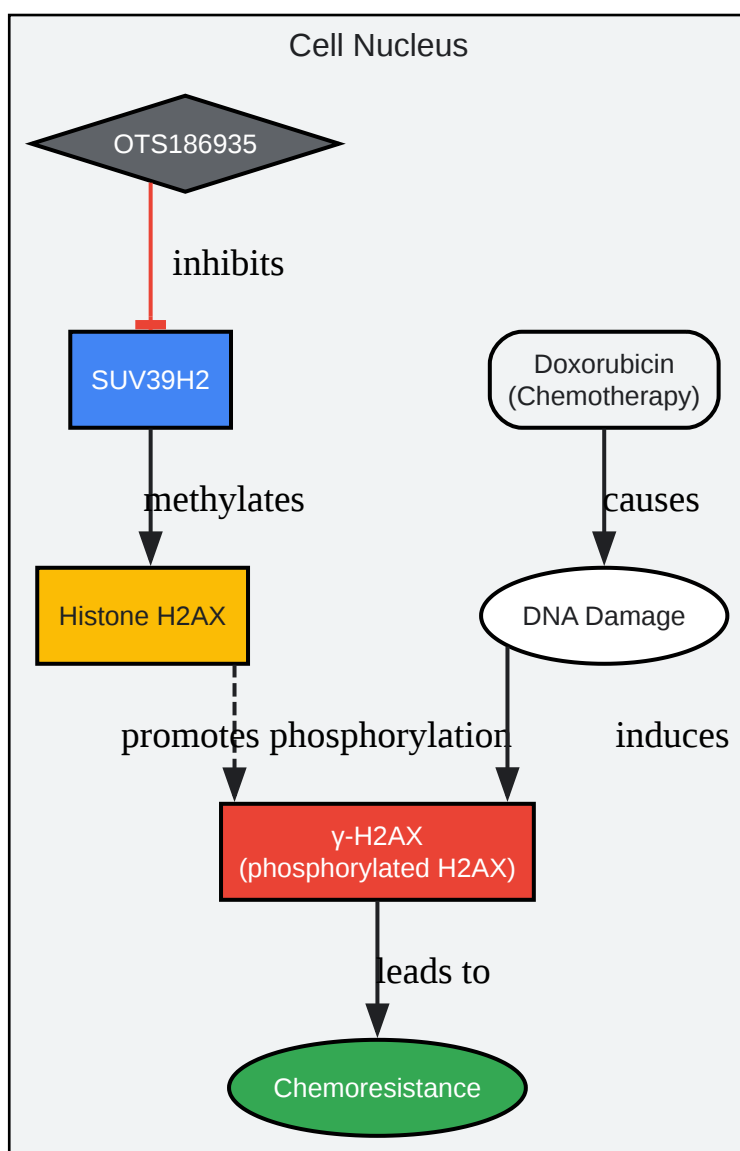 Cell Nucleus
OTS186935
inhibits
SUV39H2
Doxorubicin
(Chemotherapy)
methylates
causes
Histone H2AX
DNA Damage
promotes phosphorylation
induces
γ-H2AX
(phosphorylated H2AX)
leads to
Chemoresistance